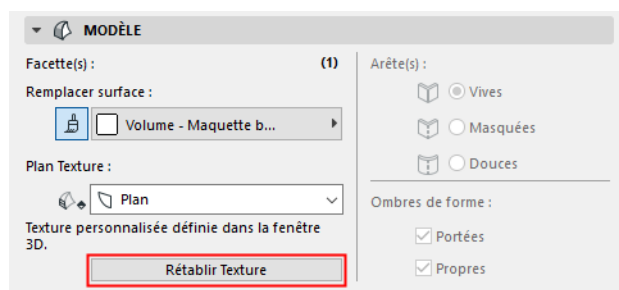 MODÈLE
Facette(s) : (1)
Remplacer surface :
Volume - Maquette b...
Plan Texture :
Plan
Texture personnalisée définie dans la fenêtre
3D.
Rétablir Texture
Arête(s) :
Vives
Masquées
Douces
Ombres de forme :
Portées
Propres